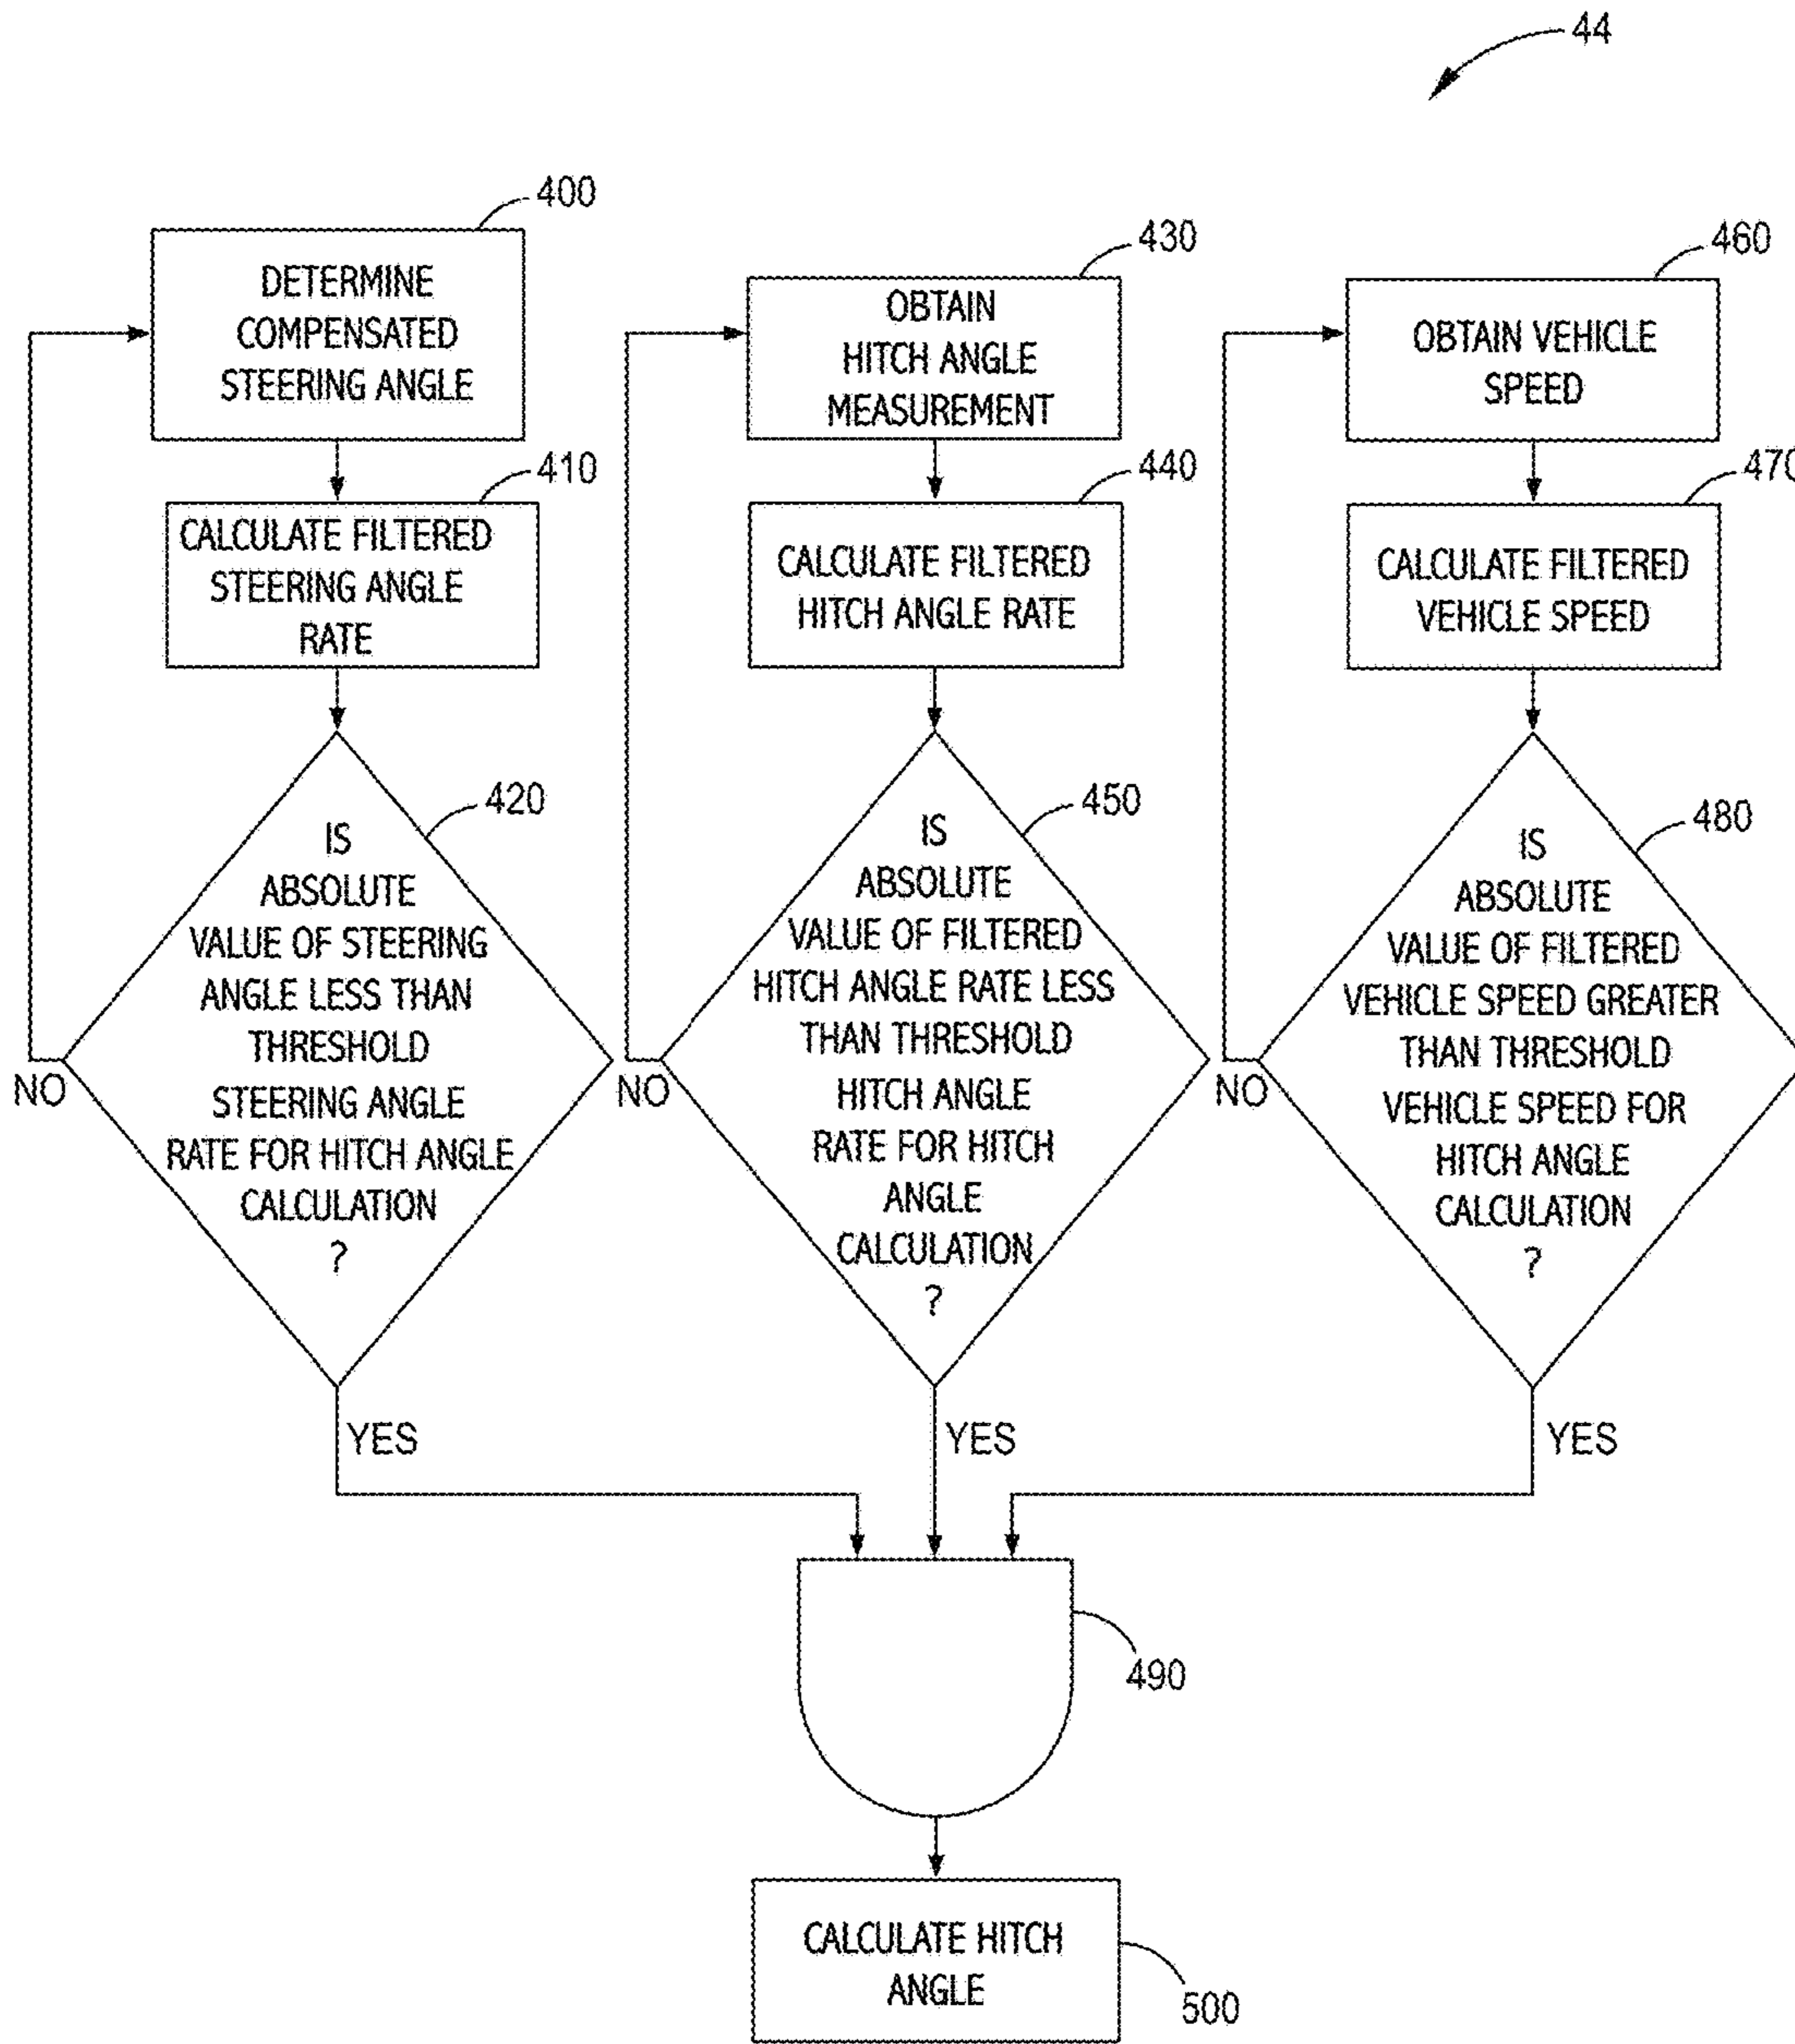 44
400
DETERMINE
COMPENSATED
STEERING ANGLE
410
CALCULATE FILTERED
STEERING ANGLE
RATE
420
IS
ABSOLUTE
VALUE OF STEERING
ANGLE LESS THAN
THRESHOLD
STEERING ANGLE
RATE FOR HITCH ANGLE
CALCULATION
?
NO
YES
430
OBTAIN
HITCH ANGLE
MEASUREMENT
440
CALCULATE FILTERED
HITCH ANGLE RATE
450
IS
ABSOLUTE
VALUE OF FILTERED
HITCH ANGLE RATE LESS
THAN THRESHOLD
HITCH ANGLE
RATE FOR HITCH
ANGLE
CALCULATION
?
NO
YES
460
OBTAIN VEHICLE
SPEED
470
CALCULATE FILTERED
VEHICLE SPEED
480
IS
ABSOLUTE
VALUE OF FILTERED
VEHICLE SPEED GREATER
THAN THRESHOLD
VEHICLE SPEED FOR
HITCH ANGLE
CALCULATION
?
NO
YES
490
CALCULATE HITCH
ANGLE
500